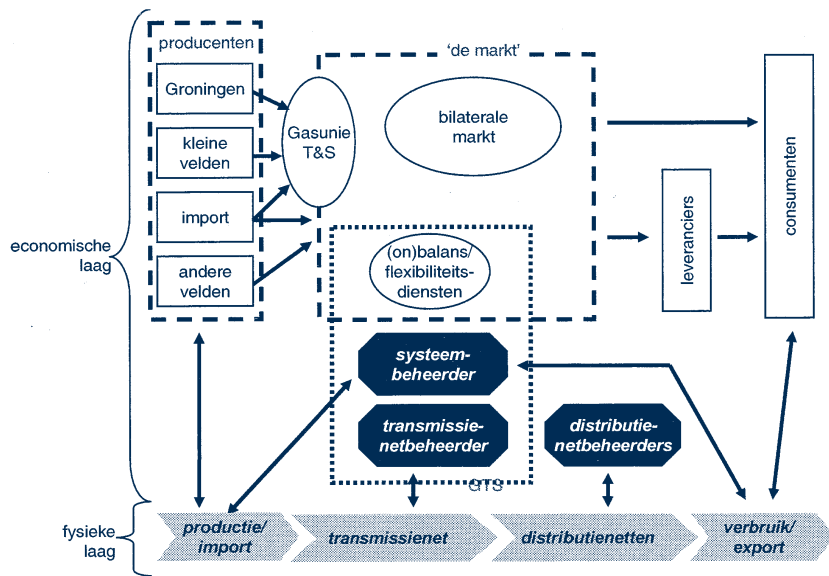 producenten
'de markt'
Groningen
kleine
velden
import
andere
velden
Gasunie
T&S
bilaterale
markt
(on)balans/
flexibiliteits-
diensten
leveranciers
consumenten
economische
laag
systeem-
beheerder
transmissie-
netbeheerder
distributie-
netbeheerders
GTS
fysieke
laag
productie/
import
transmissienet
distributienetten
verbruik/
export